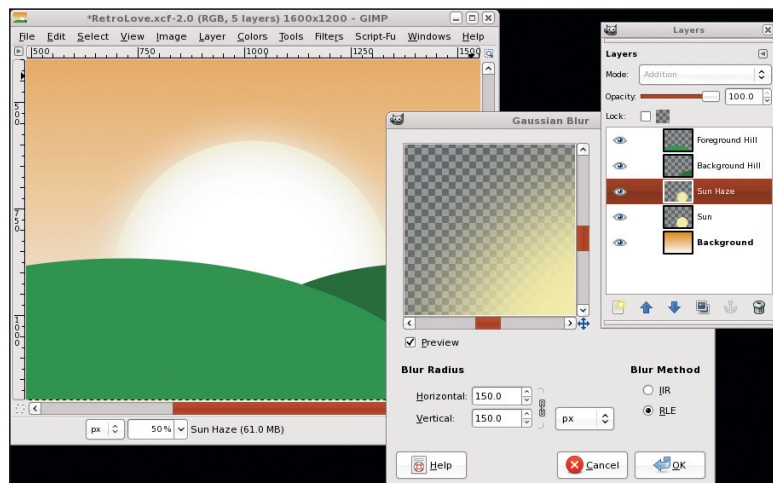 *RetroLove.xcf-2.0 (RGB, 5 layers) 1600x1200 – GIMP
File Edit Select View Image Layer Colors Tools Filters Script-Fu Windows Help
500 750 1000 1250 1500
500
750
1000
px 50% Sun Haze (61.0 MB)
Gaussian Blur
Preview
Blur Radius
Horizontal: 150.0
Vertical: 150.0
px
Blur Method
IIR
RLE
Help Cancel OK
Layers
Layers
Mode: Addition
Opacity: 100.0
Lock:
Foreground Hill
Background Hill
Sun Haze
Sun
Background